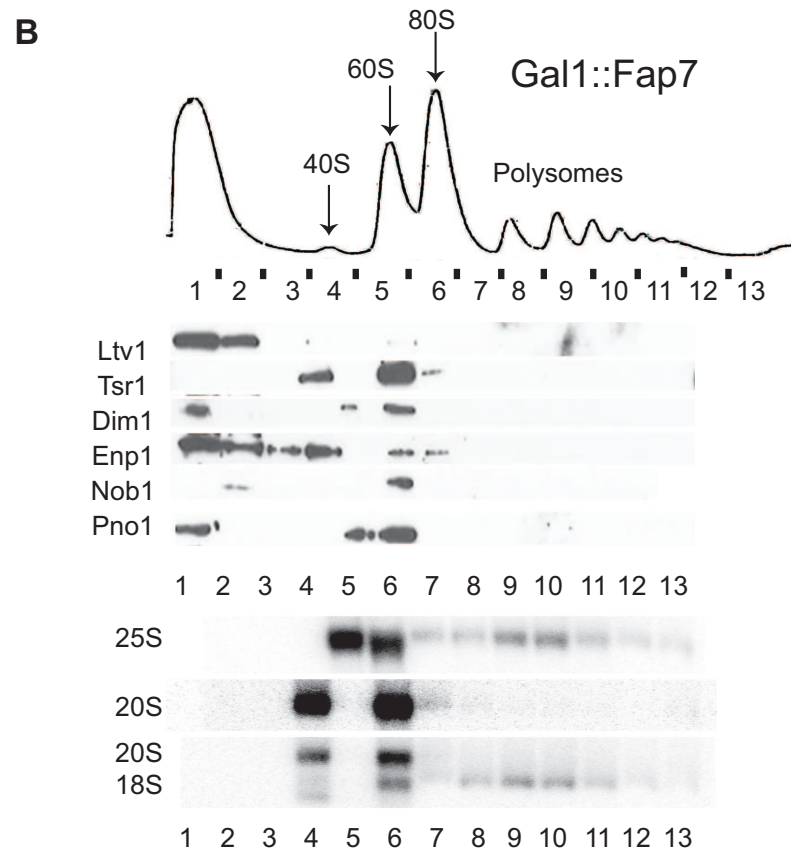 B
80S
60S
Gal1::Fap7
40S
Polysomes
1 2 3 4 5 6 7 8 9 10 11 12 13
Ltv1
Tsr1
Dim1
Enp1
Nob1
Pno1
1 2 3 4 5 6 7 8 9 10 11 12 13
25S
20S
20S
18S
1 2 3 4 5 6 7 8 9 10 11 12 13